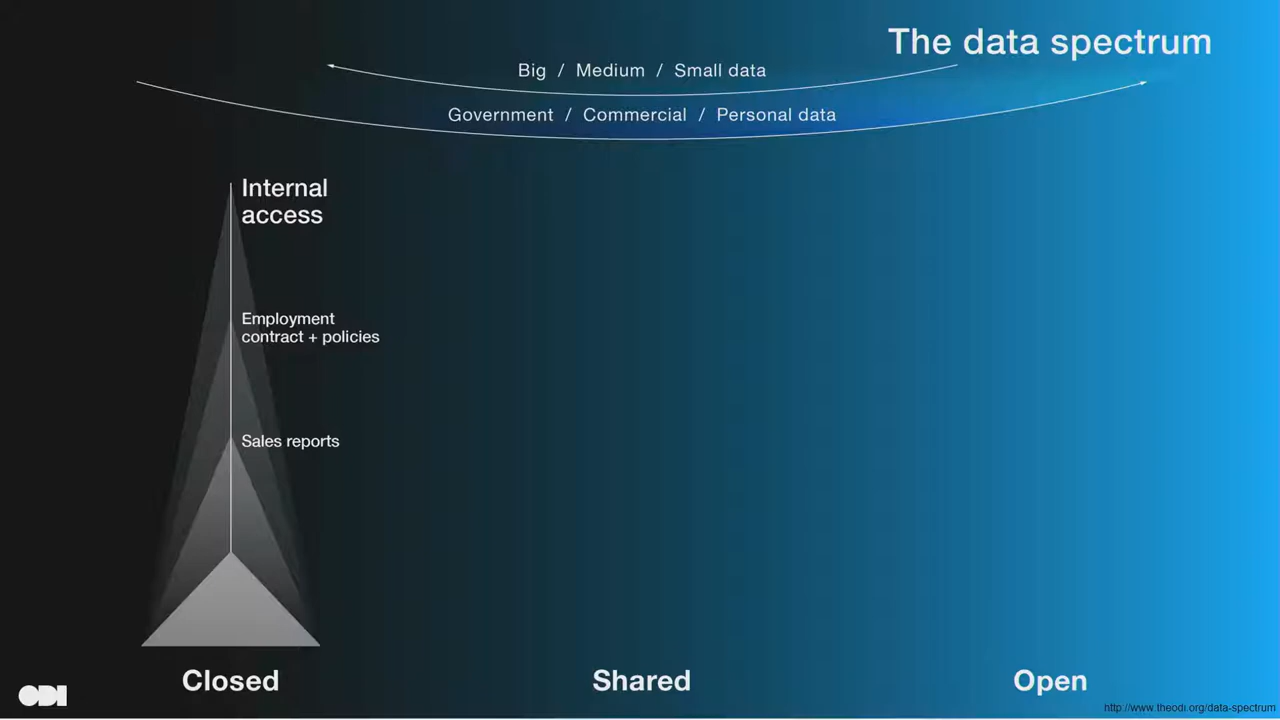 The data spectrum
Big / Medium / Small data
Government / Commercial / Personal data
Internal
access
Employment
contract + policies
Sales reports
Closed
Shared
Open
ODI
http://www.theodi.org/data-spectrum